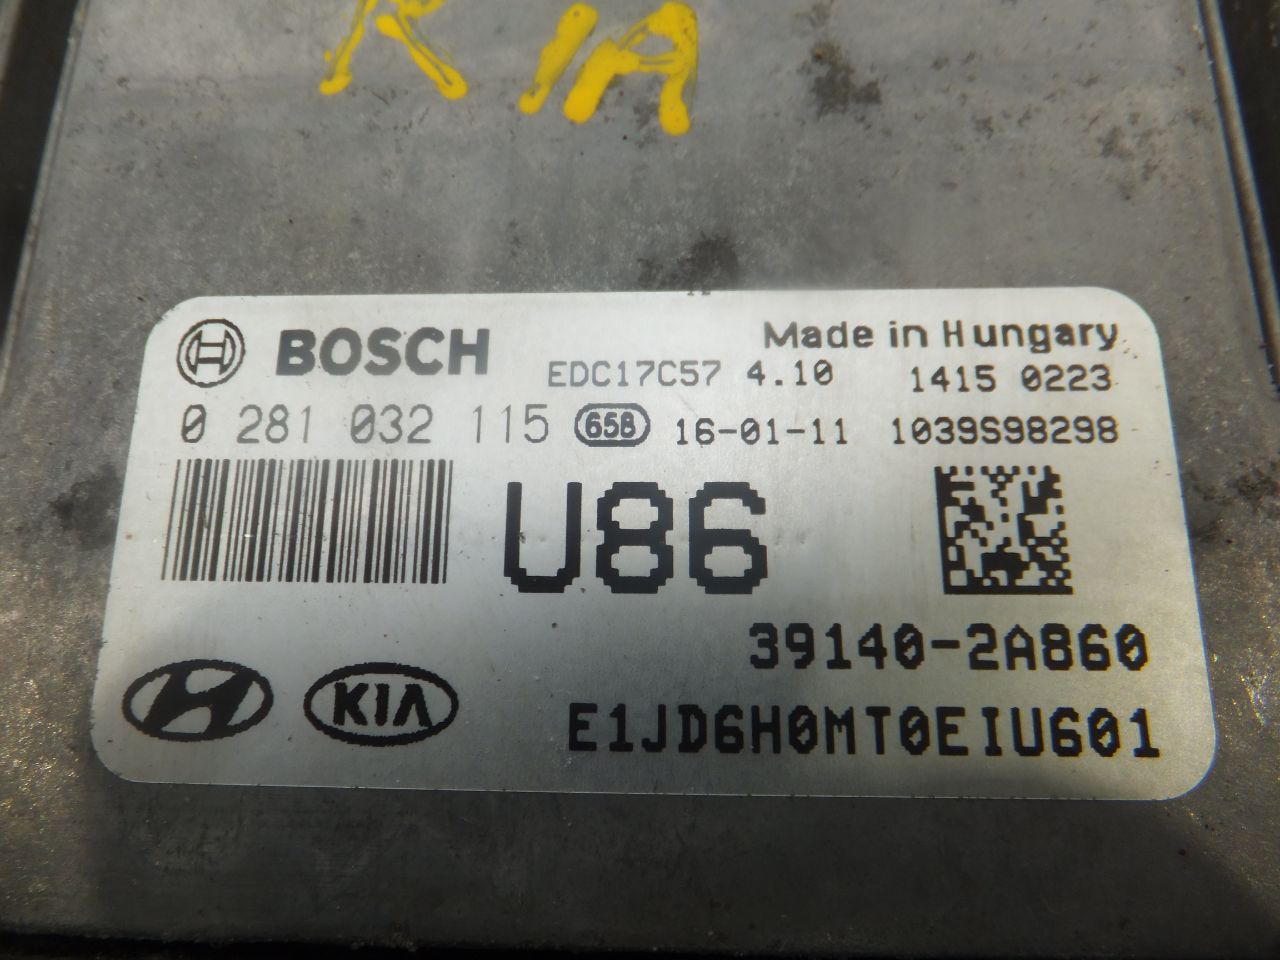 KIA
BOSCH
Made in Hungary
EDC17C57 4.10 1415 0223
0 281 032 115 65B 16-01-11 1039S98298
U86
39140-2A860
KIA
E1JD6H0MT0EIU601